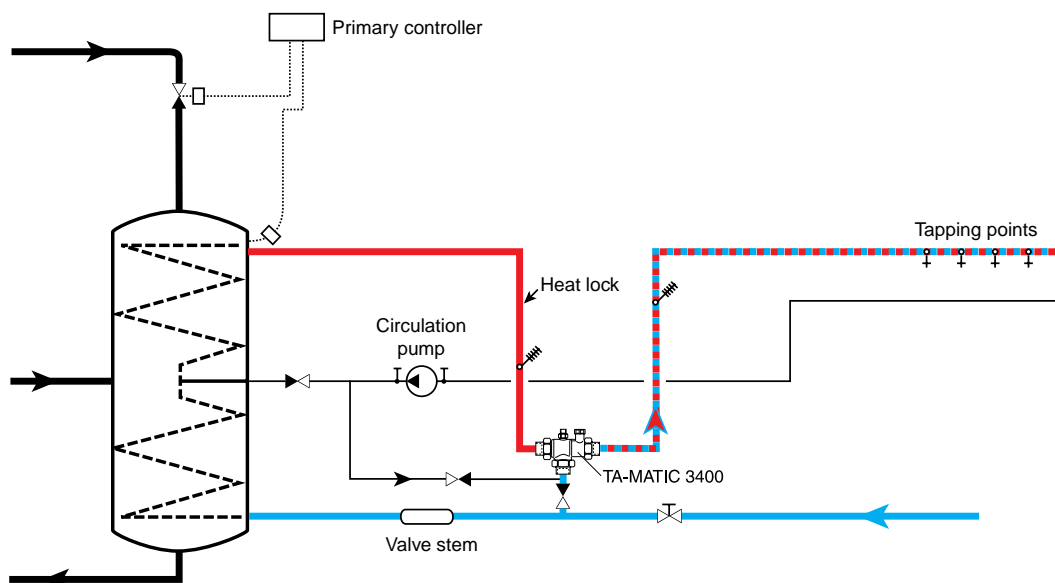 Primary controller
Tapping points
Heat lock
Circulation
pump
TA-MATIC 3400
Valve stem